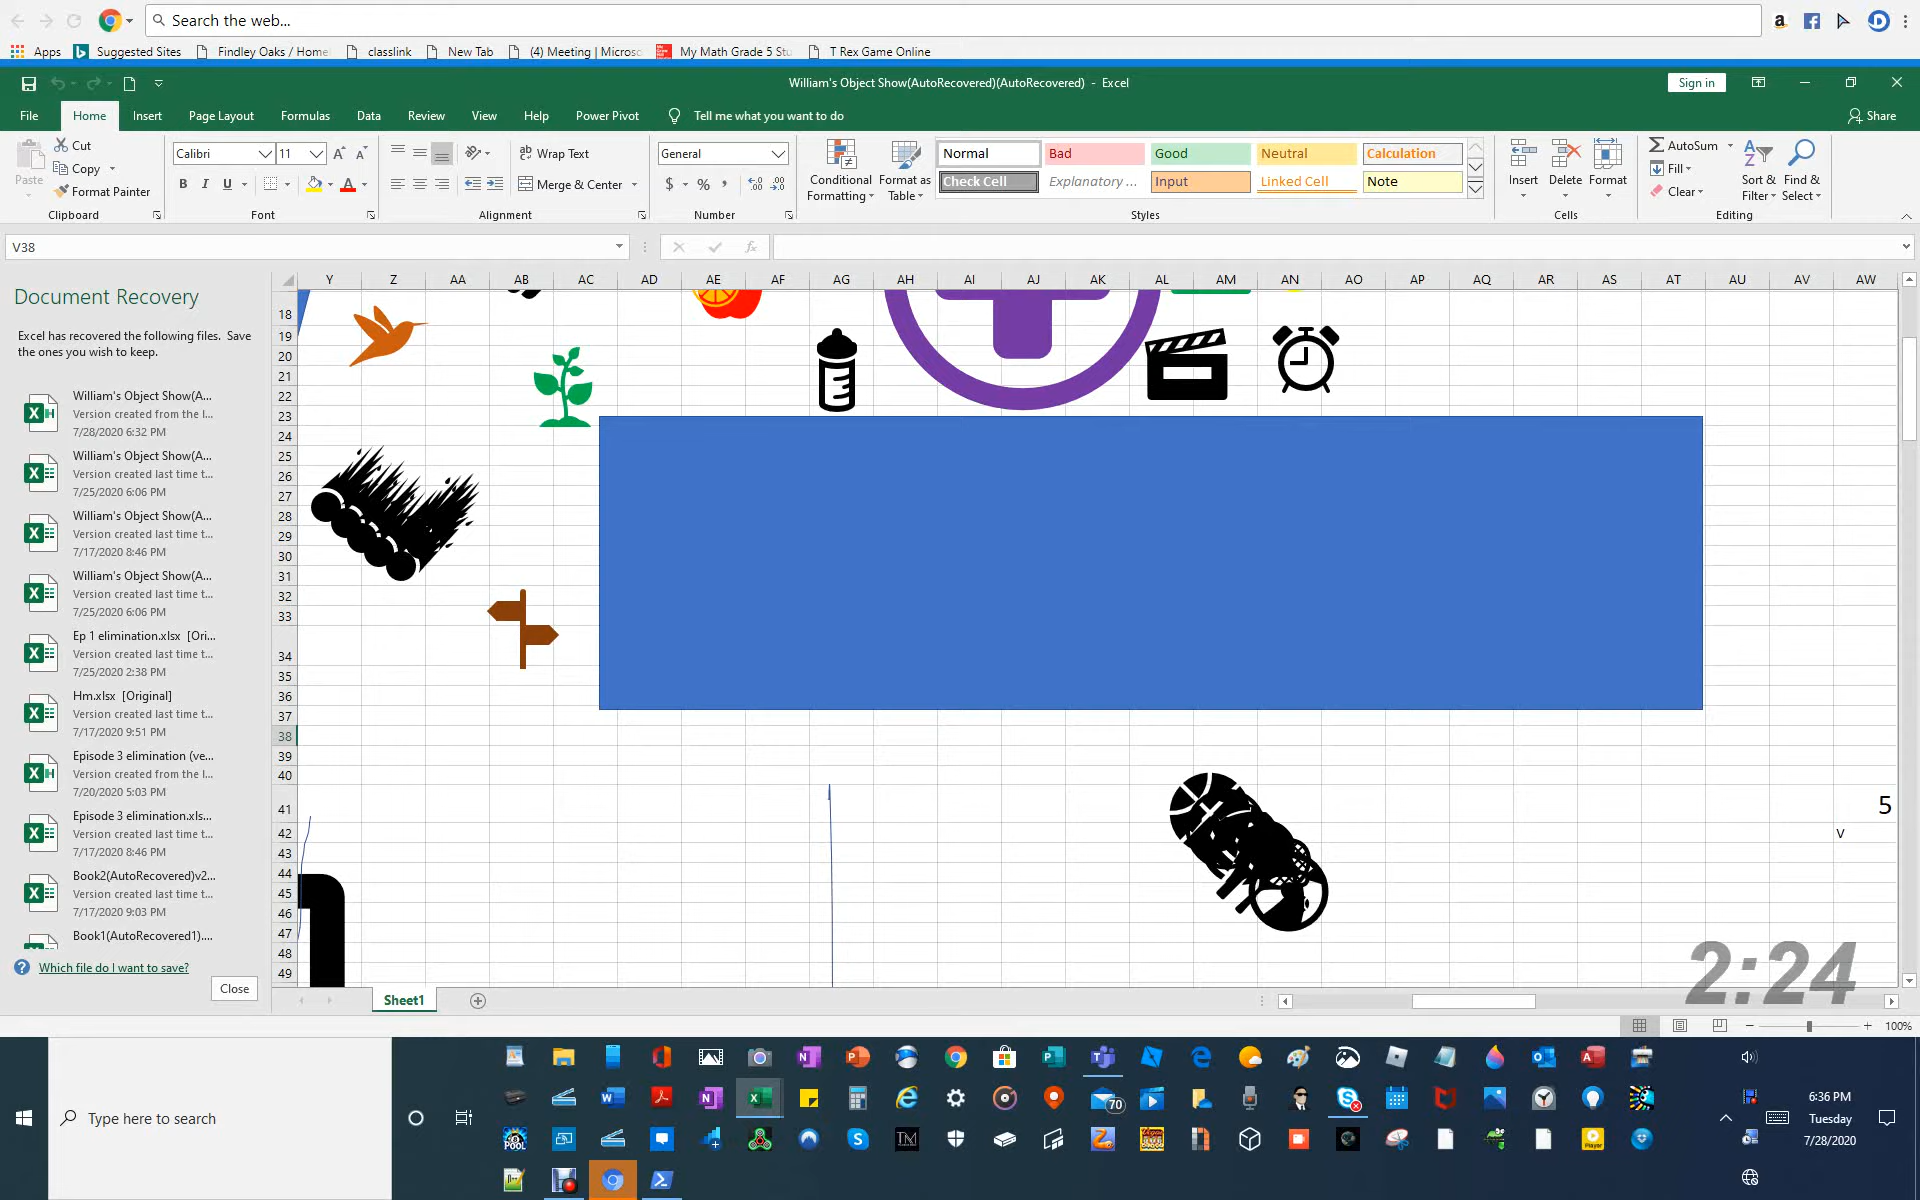 Search the web...
Apps Suggested Sites Findley Oaks / Home classlink New Tab (4) Meeting | Microso My Math Grade 5 Stu T Rex Game Online
William's Object Show(AutoRecovered)(AutoRecovered) - Excel
Sign in
File Home Insert Page Layout Formulas Data Review View Help Power Pivot Tell me what you want to do Share
Paste Cut Copy Format Painter
Calibri 11
B I U
Wrap Text
Merge & Center
General
$ % ,
Conditional Formatting Format as Table
Normal Bad Good Neutral Calculation
Check Cell Explanatory ... Input Linked Cell Note
Insert Delete Format
AutoSum Fill Clear
Sort & Filter Find & Select
Clipboard Font Alignment Number Styles Cells Editing
V38
fx
Y Z AA AB AC AD AE AF AG AH AI AJ AK AL AM AN AO AP AQ AR AS AT AU AV AW
Document Recovery
Excel has recovered the following files. Save
the ones you wish to keep.
William's Object Show(A...
Version created from the l...
7/28/2020 6:32 PM
William's Object Show(A...
Version created last time t...
7/25/2020 6:06 PM
William's Object Show(A...
Version created last time t...
7/17/2020 8:46 PM
William's Object Show(A...
Version created last time t...
7/25/2020 6:06 PM
Ep 1 elimination.xlsx [Ori...
Version created last time t...
7/25/2020 2:38 PM
Hm.xlsx [Original]
Version created last time t...
7/17/2020 9:51 PM
Episode 3 elimination (ve...
Version created from the l...
7/20/2020 5:03 PM
Episode 3 elimination.xls...
Version created last time t...
7/17/2020 8:46 PM
Book2(AutoRecovered)v2...
Version created last time t...
7/17/2020 9:03 PM
Book1(AutoRecovered1)....
Which file do I want to save?
Close
18
19
20
21
22
23
24
25
26
27
28
29
30
31
32
33
34
35
36
37
38
39
40
41
42
43
44
45
46
47
48
49
5
v
2:24
Sheet1
100%
Type here to search
70
6:36 PM
Tuesday
7/28/2020